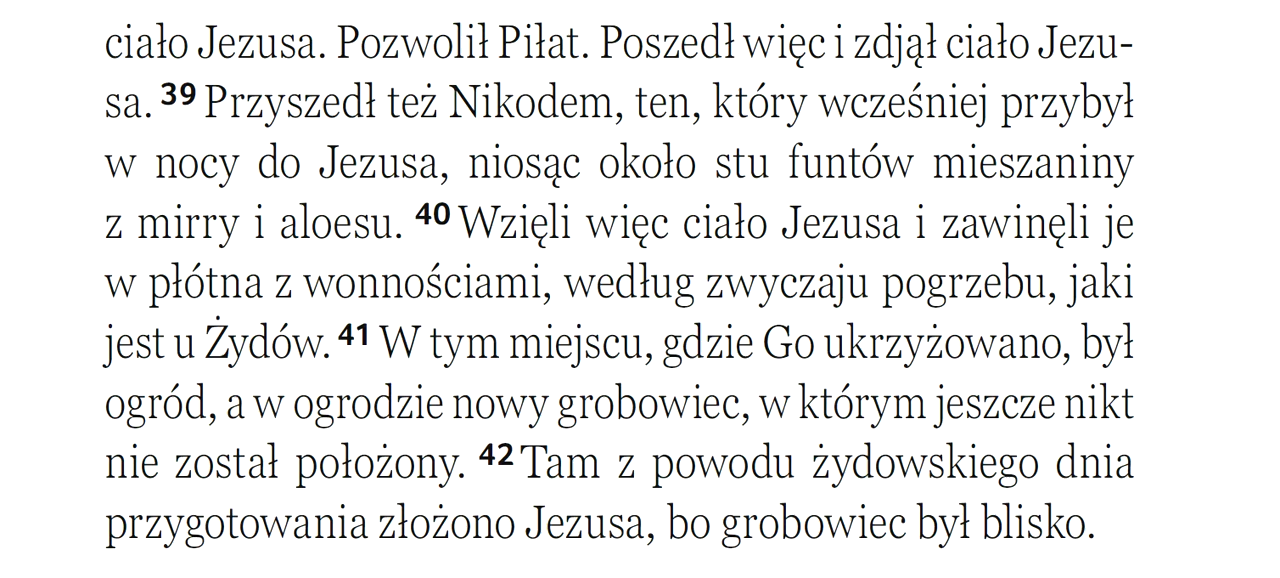 ciało Jezusa. Pozwolił Piłat. Poszedł więc i zdjął ciało Jezu-
sa. 39 Przyszedł też Nikodem, ten, który wcześniej przybył
w nocy do Jezusa, niosąc około stu funtów mieszaniny
z mirry i aloesu. 40 Wzięli więc ciało Jezusa i zawinęli je
w płótna z wonnościami, według zwyczaju pogrzebu, jaki
jest u Żydów. 41 W tym miejscu, gdzie Go ukrzyżowano, był
ogród, a w ogrodzie nowy grobowiec, w którym jeszcze nikt
nie został położony. 42 Tam z powodu żydowskiego dnia
przygotowania złożono Jezusa, bo grobowiec był blisko.